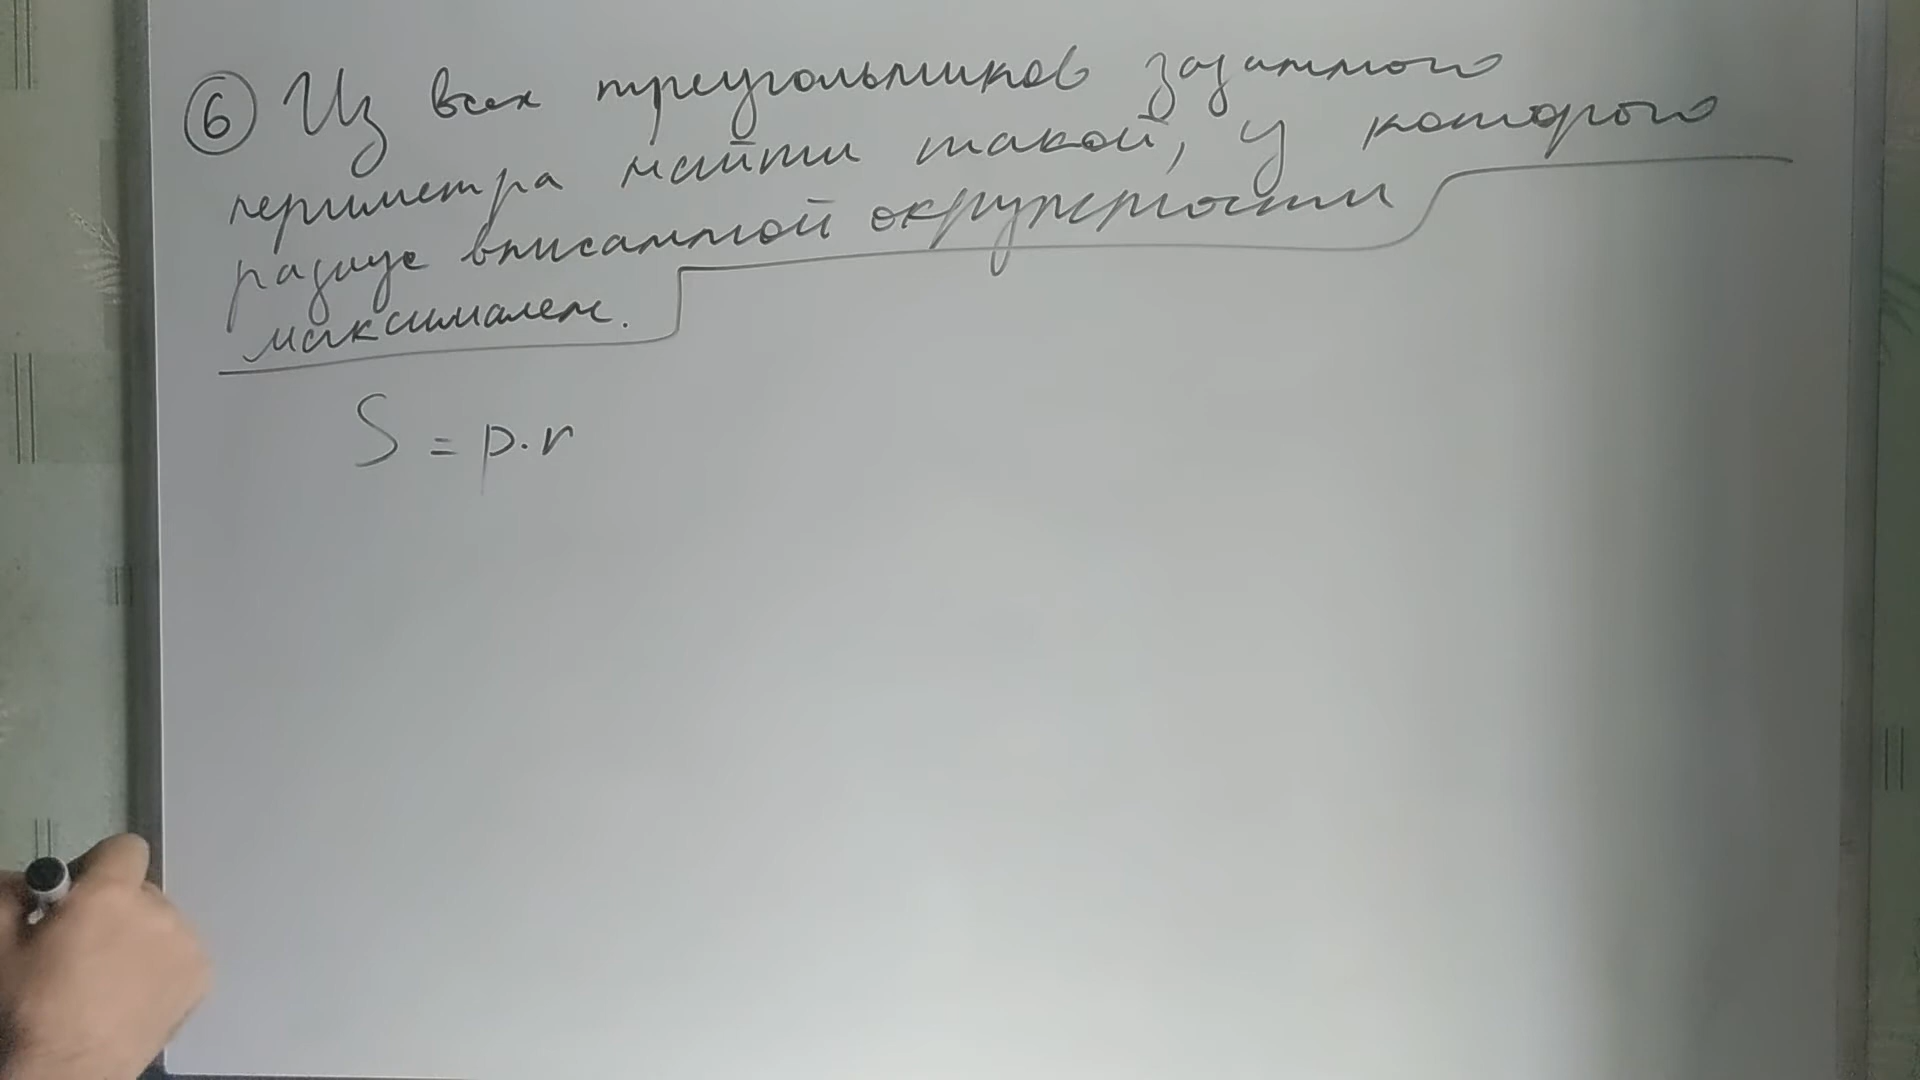 ⑥ Из всех треугольников заданного
периметра найти такой, у которого
радиус вписанной окружности
максимален.
S = p·r